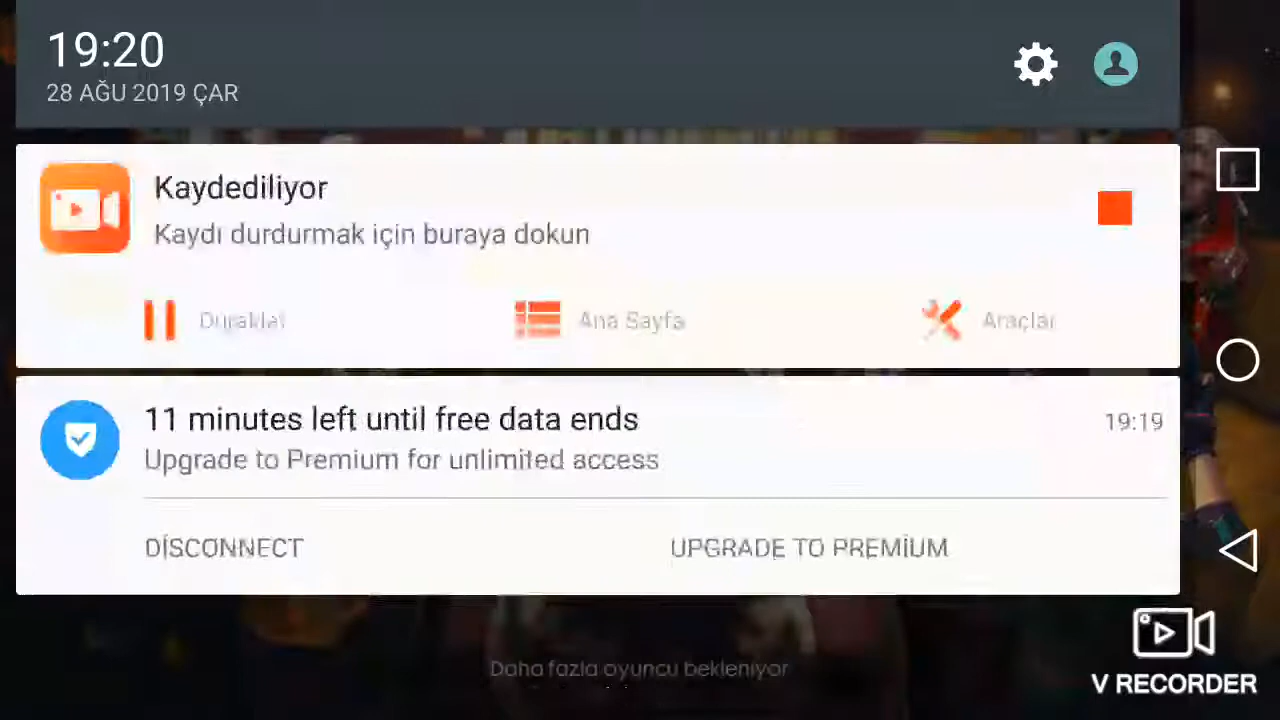 19:20
28 AĞU 2019 ÇAR
Kaydediliyor
Kaydı durdurmak için buraya dokun
Duraklat
Ana Sayfa
Araçlar
11 minutes left until free data ends
19:19
Upgrade to Premium for unlimited access
DİSCONNECT
UPGRADE TO PREMİUM
Daha fazla oyuncu bekleniyor
V RECORDER